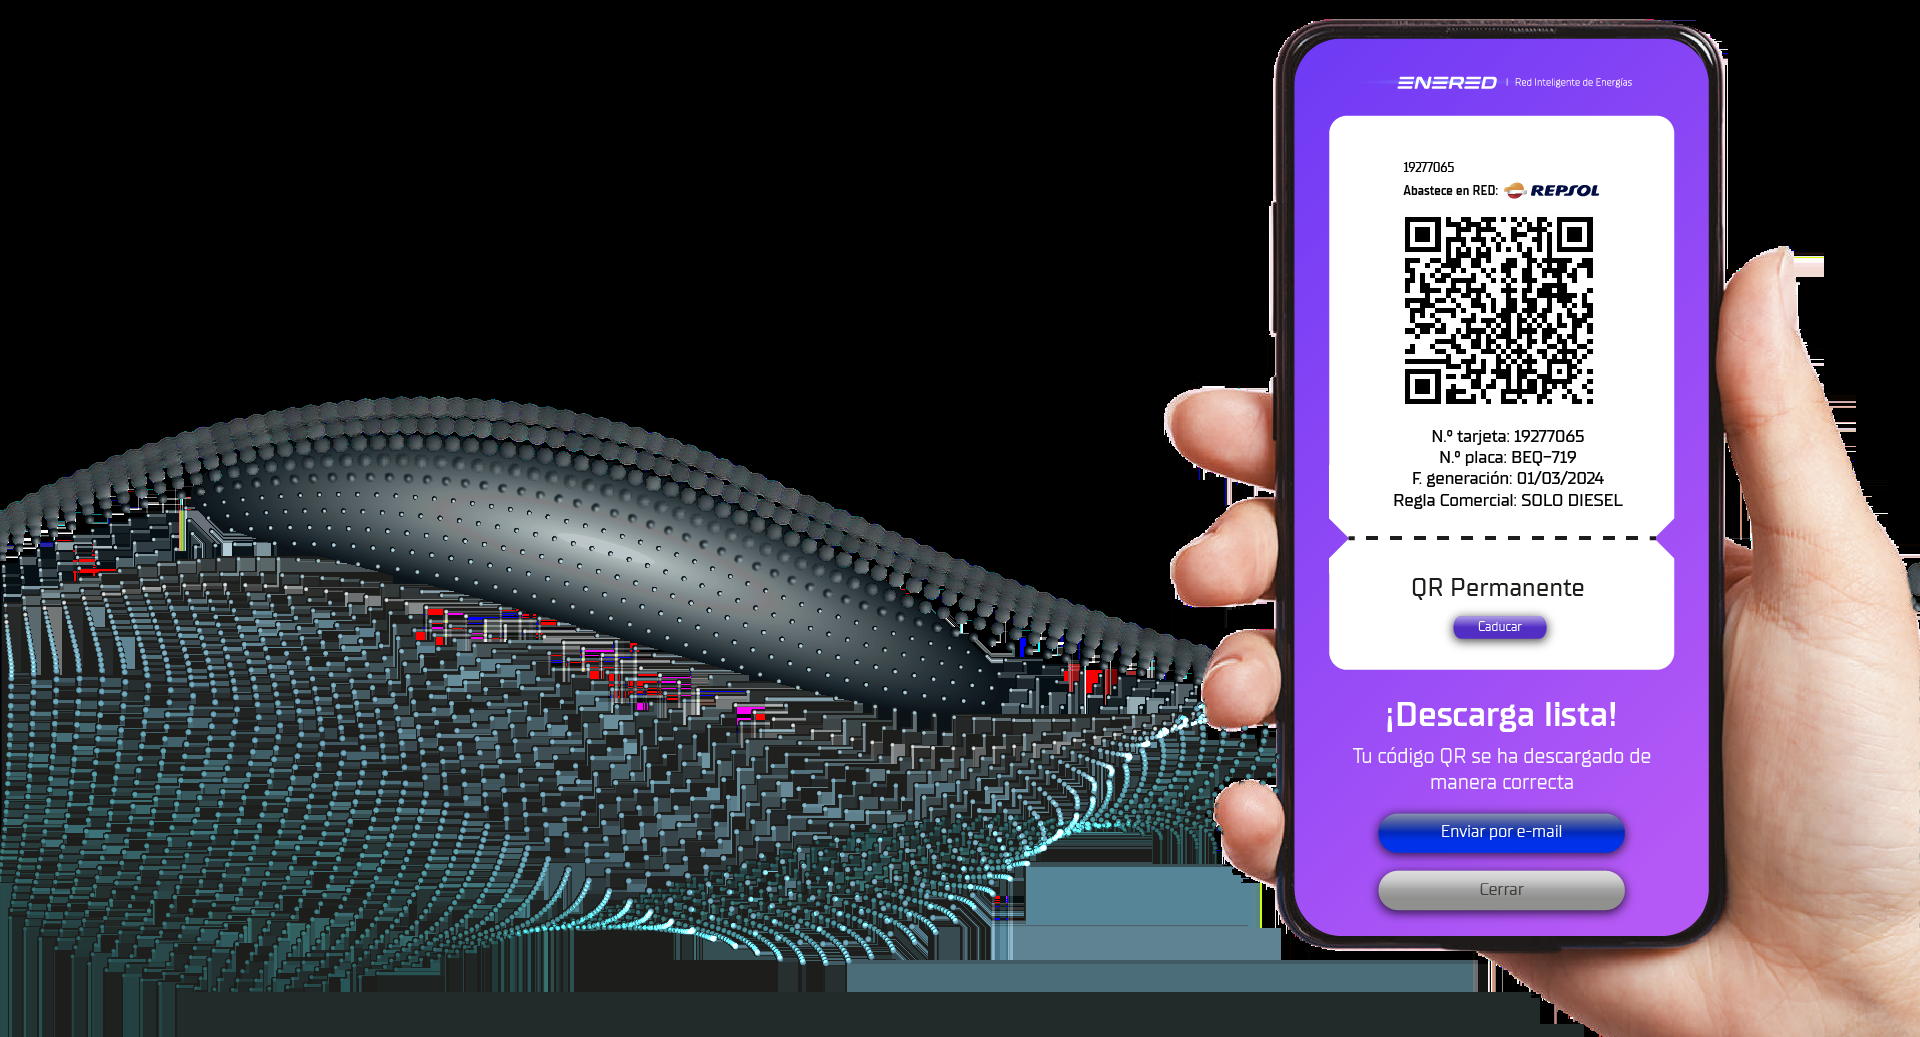 ENERED | Red Inteligente de Energías
19277065
Abastece en RED: REPSOL
N.º tarjeta: 19277065
N.º placa: BEQ-719
F. generación: 01/03/2024
Regla Comercial: SOLO DIESEL
QR Permanente
Caducar
¡Descarga lista!
Tu código QR se ha descargado de
manera correcta
Enviar por e-mail
Cerrar